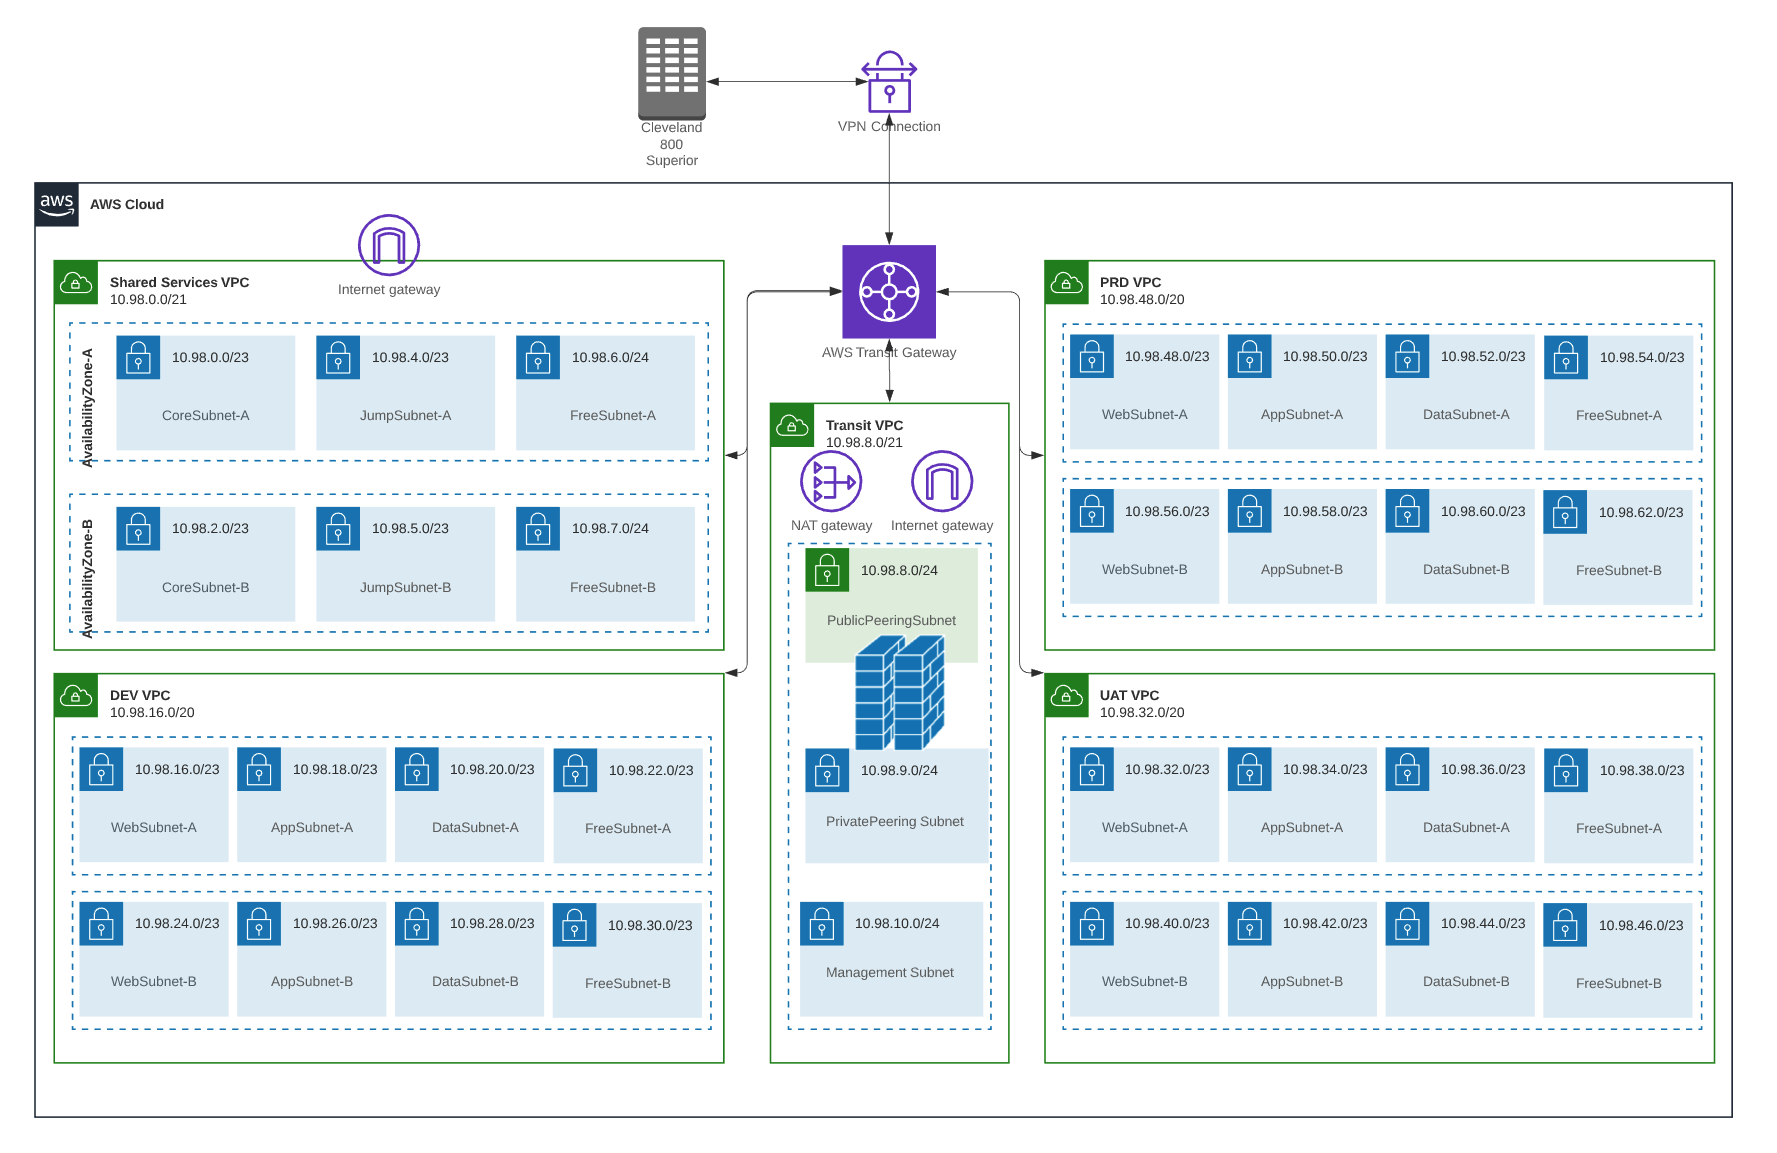 Cleveland
800
Superior
VPN Connection
aws
AWS Cloud
Internet gateway
Shared Services VPC
10.98.0.0/21
AvailabilityZone-A
10.98.0.0/23
CoreSubnet-A
10.98.4.0/23
JumpSubnet-A
10.98.6.0/24
FreeSubnet-A
AvailabilityZone-B
10.98.2.0/23
CoreSubnet-B
10.98.5.0/23
JumpSubnet-B
10.98.7.0/24
FreeSubnet-B
AWS Transit Gateway
Transit VPC
10.98.8.0/21
NAT gateway
Internet gateway
10.98.8.0/24
PublicPeeringSubnet
10.98.9.0/24
PrivatePeering Subnet
10.98.10.0/24
Management Subnet
PRD VPC
10.98.48.0/20
10.98.48.0/23
WebSubnet-A
10.98.50.0/23
AppSubnet-A
10.98.52.0/23
DataSubnet-A
10.98.54.0/23
FreeSubnet-A
10.98.56.0/23
WebSubnet-B
10.98.58.0/23
AppSubnet-B
10.98.60.0/23
DataSubnet-B
10.98.62.0/23
FreeSubnet-B
DEV VPC
10.98.16.0/20
10.98.16.0/23
WebSubnet-A
10.98.18.0/23
AppSubnet-A
10.98.20.0/23
DataSubnet-A
10.98.22.0/23
FreeSubnet-A
10.98.24.0/23
WebSubnet-B
10.98.26.0/23
AppSubnet-B
10.98.28.0/23
DataSubnet-B
10.98.30.0/23
FreeSubnet-B
UAT VPC
10.98.32.0/20
10.98.32.0/23
WebSubnet-A
10.98.34.0/23
AppSubnet-A
10.98.36.0/23
DataSubnet-A
10.98.38.0/23
FreeSubnet-A
10.98.40.0/23
WebSubnet-B
10.98.42.0/23
AppSubnet-B
10.98.44.0/23
DataSubnet-B
10.98.46.0/23
FreeSubnet-B